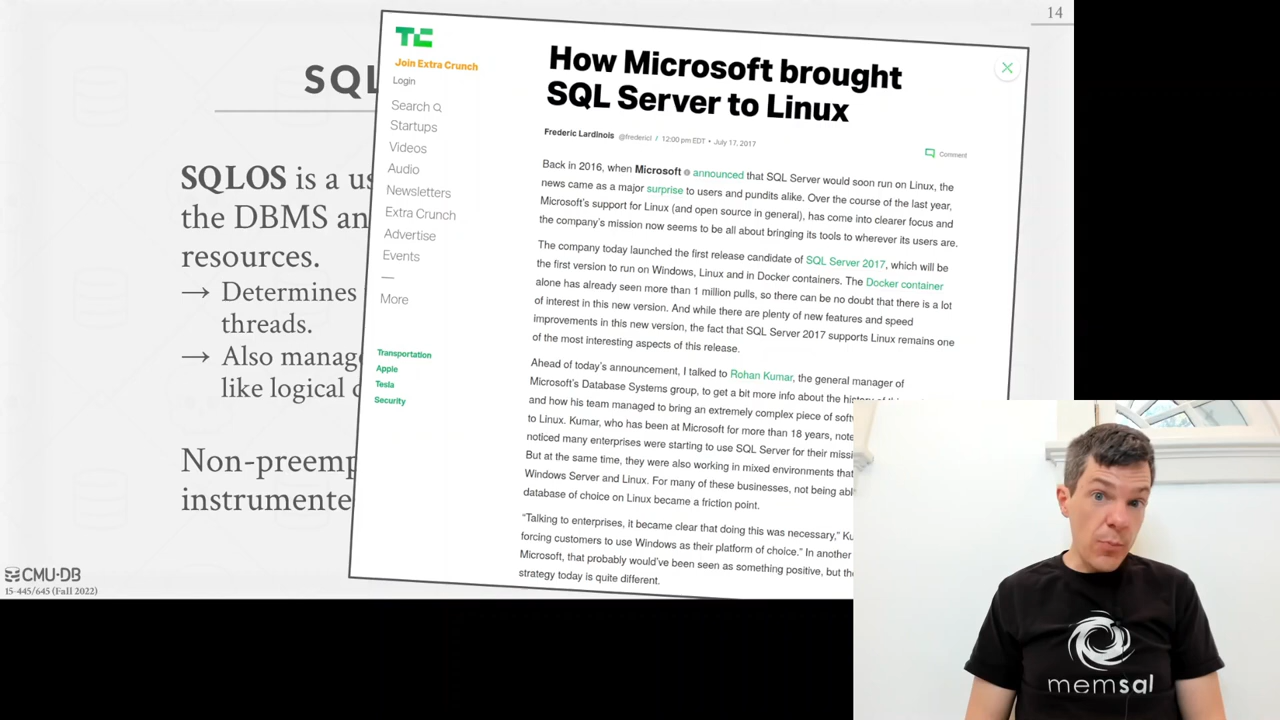 14
SQL
SQLOS is a us
the DBMS an
resources.
→ Determines
threads.
→ Also manage
like logical
Non-preemp
instrumente
CMU·DB
15-445/645 (Fall 2022)
TC
Join Extra Crunch
Login
Search
Startups
Videos
Audio
Newsletters
Extra Crunch
Advertise
Events
—
More
Transportation
Apple
Tesla
Security
How Microsoft brought
SQL Server to Linux
Frederic Lardinois @fredericl / 12:00 pm EDT • July 17, 2017
Comment
Back in 2016, when Microsoft announced that SQL Server would soon run on Linux, the
news came as a major surprise to users and pundits alike. Over the course of the last year,
Microsoft's support for Linux (and open source in general), has come into clearer focus and
the company's mission now seems to be all about bringing its tools to wherever its users are.
The company today launched the first release candidate of SQL Server 2017, which will be
the first version to run on Windows, Linux and in Docker containers. The Docker container
alone has already seen more than 1 million pulls, so there can be no doubt that there is a lot
of interest in this new version. And while there are plenty of new features and speed
improvements in this new version, the fact that SQL Server 2017 supports Linux remains one
of the most interesting aspects of this release.
Ahead of today's announcement, I talked to Rohan Kumar, the general manager of
Microsoft's Database Systems group, to get a bit more info about the history of
and how his team managed to bring an extremely complex piece of soft
to Linux. Kumar, who has been at Microsoft for more than 18 years, note
noticed many enterprises were starting to use SQL Server for their missi
But at the same time, they were also working in mixed environments that
Windows Server and Linux. For many of these businesses, not being abl
database of choice on Linux became a friction point.
“Talking to enterprises, it became clear that doing this was necessary,” Ku
forcing customers to use Windows as their platform of choice.” In another
Microsoft, that probably would've been seen as something positive, but the
strategy today is quite different.
memsql